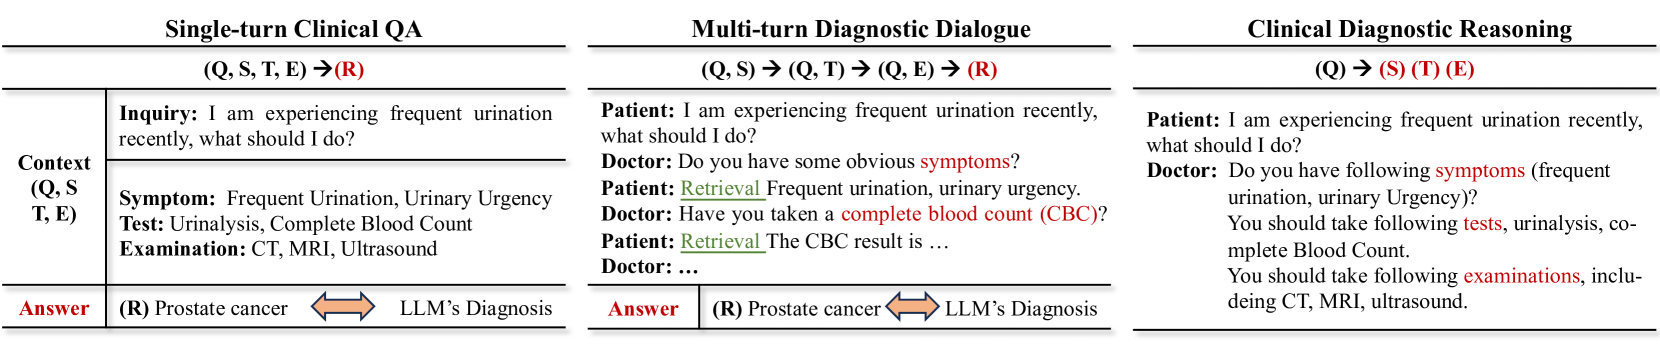 Single-turn Clinical QA
(Q, S, T, E) → (R)
Context
(Q, S
T, E)
Inquiry: I am experiencing frequent urination
recently, what should I do?
Symptom: Frequent Urination, Urinary Urgency
Test: Urinalysis, Complete Blood Count
Examination: CT, MRI, Ultrasound
Answer
(R) Prostate cancer LLM’s Diagnosis
Multi-turn Diagnostic Dialogue
(Q, S) → (Q, T) → (Q, E) → (R)
Patient: I am experiencing frequent urination recently,
what should I do?
Doctor: Do you have some obvious symptoms?
Patient: Retrieval Frequent urination, urinary urgency.
Doctor: Have you taken a complete blood count (CBC)?
Patient: Retrieval The CBC result is …
Doctor: …
Answer
(R) Prostate cancer LLM’s Diagnosis
Clinical Diagnostic Reasoning
(Q) → (S) (T) (E)
Patient: I am experiencing frequent urination recently,
what should I do?
Doctor: Do you have following symptoms (frequent
urination, urinary Urgency)?
You should take following tests, urinalysis, co-
mplete Blood Count.
You should take following examinations, inclu-
deing CT, MRI, ultrasound.